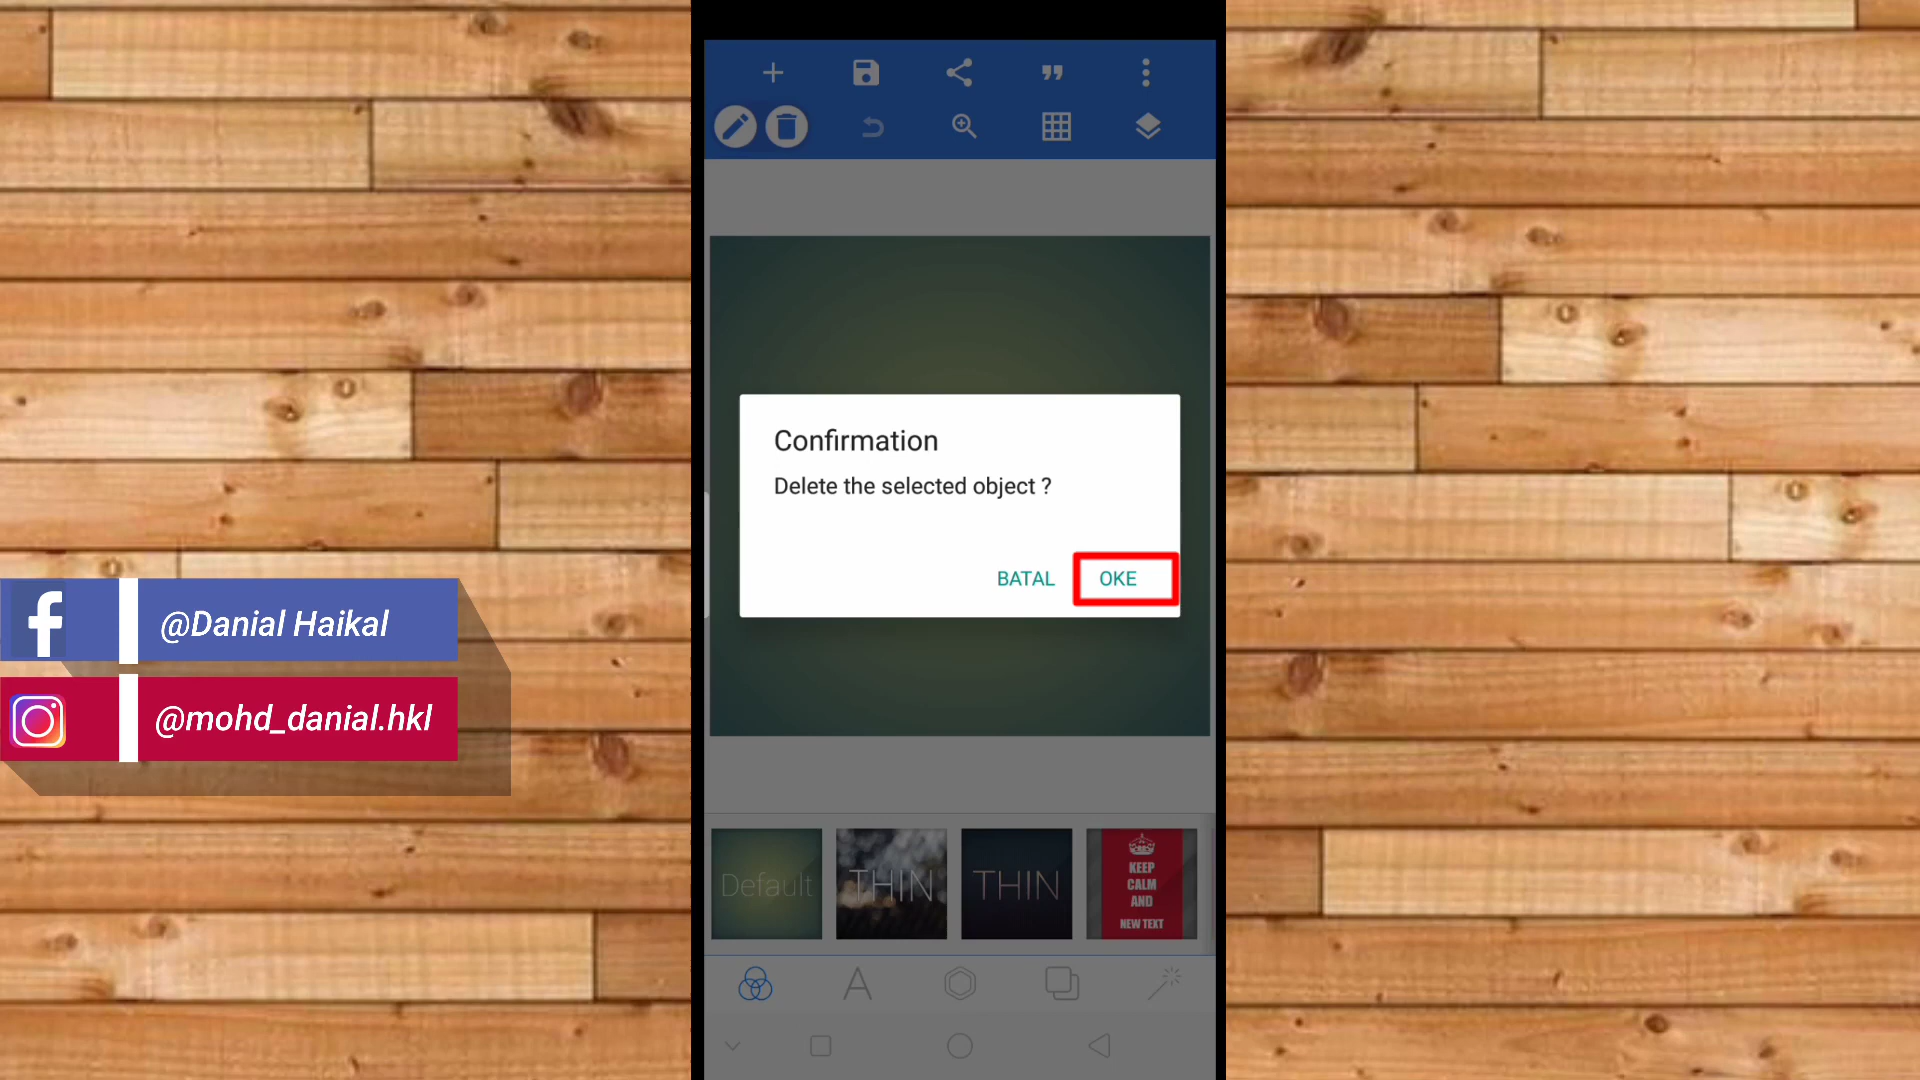 Confirmation
Delete the selected object ?
BATAL OKE
@Danial Haikal
@mohd_danial.hkl
Default
THIN
THIN
KEEP
CALM
AND
NEW TEXT